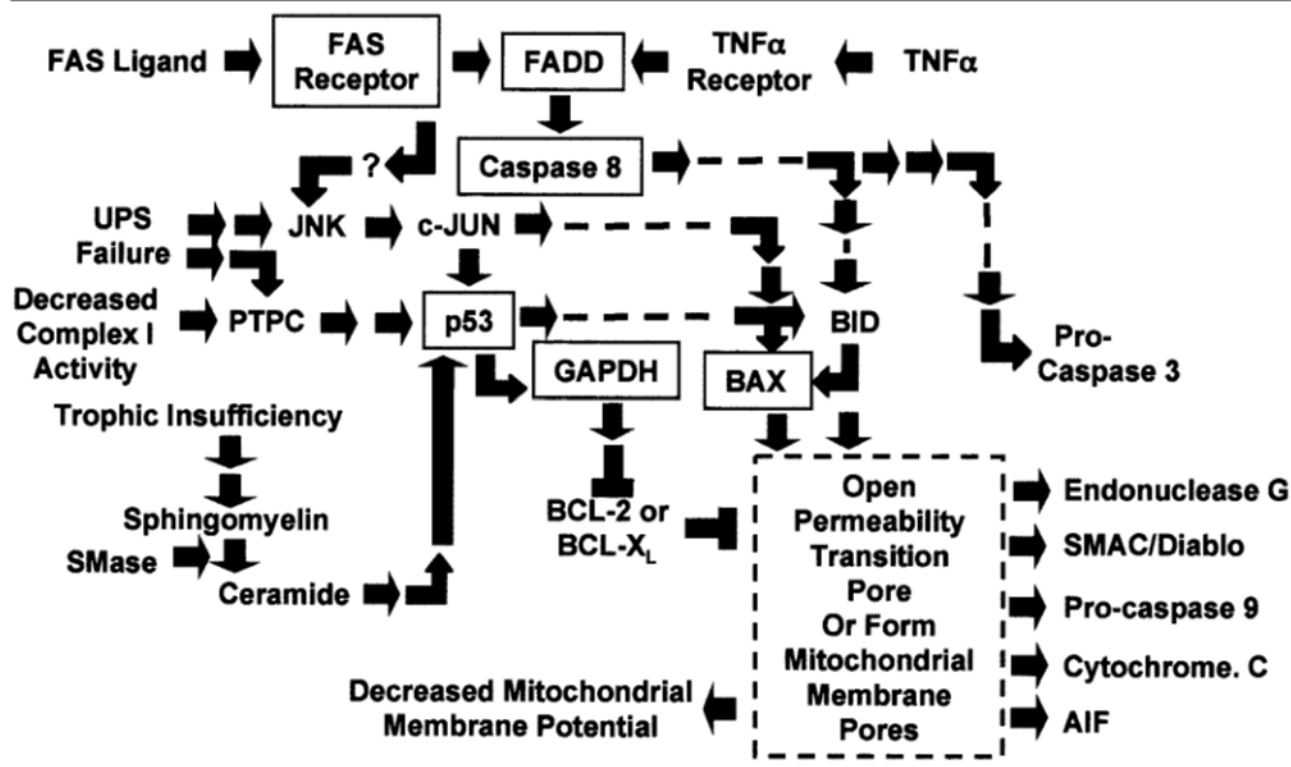 FAS Ligand
FAS
Receptor
FADD
TNFα
Receptor
TNFα
?
Caspase 8
UPS
Failure
JNK
c-JUN
Decreased
Complex I
Activity
PTPC
p53
BID
GAPDH
BAX
Pro-
Caspase 3
Trophic Insufficiency
Sphingomyelin
SMase
Ceramide
BCL-2 or
BCL-XL
Open
Permeability
Transition
Pore
Or Form
Mitochondrial
Membrane
Pores
Endonuclease G
SMAC/Diablo
Pro-caspase 9
Cytochrome. C
AIF
Decreased Mitochondrial
Membrane Potential